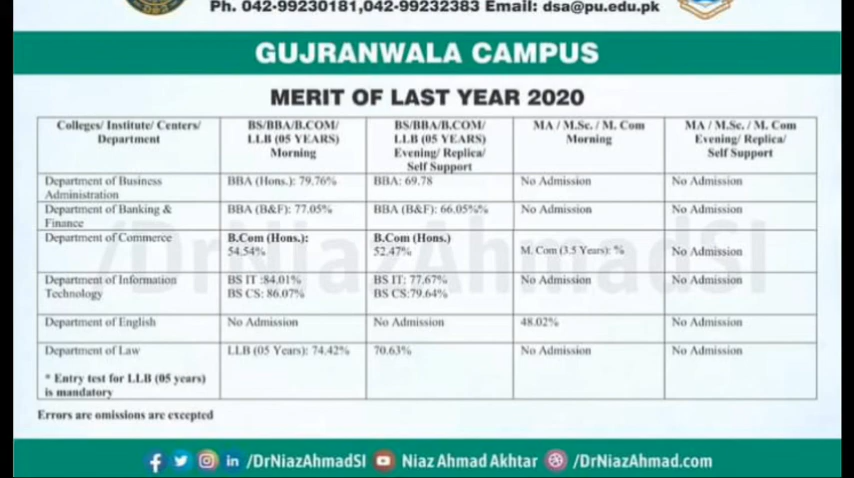 Ph. 042-99230181,042-99232383 Email: dsa@pu.edu.pk
GUJRANWALA CAMPUS
MERIT OF LAST YEAR 2020
Colleges/ Institute/ Centers/ Department
BS/BBA/B.COM/ LLB (05 YEARS) Morning
BS/BBA/B.COM/ LLB (05 YEARS) Evening/ Replica/ Self Support
MA / M.Sc. / M. Com Morning
MA / M.Sc. / M. Com Evening/ Replica/ Self Support
Department of Business Administration
BBA (Hons.): 79.76%
BBA: 69.78
No Admission
No Admission
Department of Banking & Finance
BBA (B&F): 77.05%
BBA (B&F): 66.05%%
No Admission
No Admission
Department of Commerce
B.Com (Hons.): 54.54%
B.Com (Hons.) 52.47%
M. Com (3.5 Years): %
No Admission
Department of Information Technology
BS IT :84.01%
BS CS: 86.07%
BS IT: 77.67%
BS CS:79.64%
No Admission
No Admission
Department of English
No Admission
No Admission
48.02%
No Admission
Department of Law
* Entry test for LLB (05 years) is mandatory
LLB (05 Years): 74.42%
70.63%
No Admission
No Admission
Errors are omissions are excepted
/DrNiazAhmadSI
/DrNiazAhmadSI Niaz Ahmad Akhtar /DrNiazAhmad.com